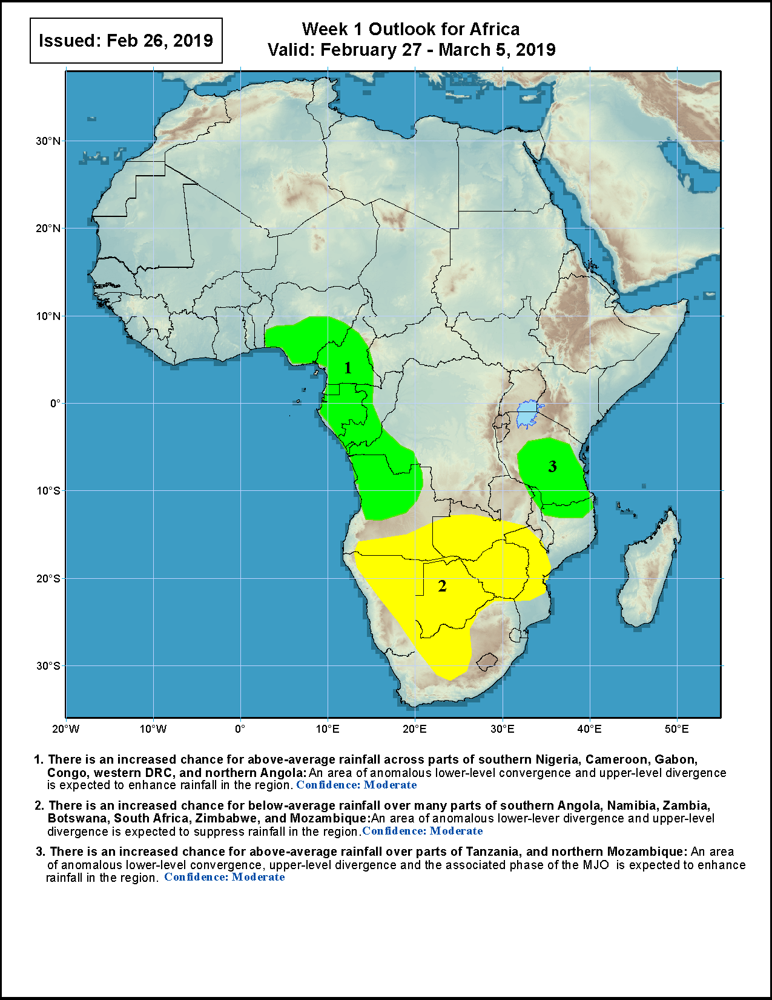 Issued: Feb 26, 2019
Week 1 Outlook for Africa
Valid: February 27 - March 5, 2019
30°N
20°N
10°N
1
0°
3
10°S
2
20°S
30°S
20°W 10°W 0° 10°E 20°E 30°E 40°E 50°E
1. There is an increased chance for above-average rainfall across parts of southern Nigeria, Cameroon, Gabon,
Congo, western DRC, and northern Angola: An area of anomalous lower-level convergence and upper-level divergence
is expected to enhance rainfall in the region. Confidence: Moderate
2. There is an increased chance for below-average rainfall over many parts of southern Angola, Namibia, Zambia,
Botswana, South Africa, Zimbabwe, and Mozambique:An area of anomalous lower-lever divergence and upper-level
divergence is expected to suppress rainfall in the region.Confidence: Moderate
3. There is an increased chance for above-average rainfall over parts of Tanzania, and northern Mozambique: An area
of anomalous lower-level convergence, upper-level divergence and the associated phase of the MJO is expected to enhance
rainfall in the region. Confidence: Moderate